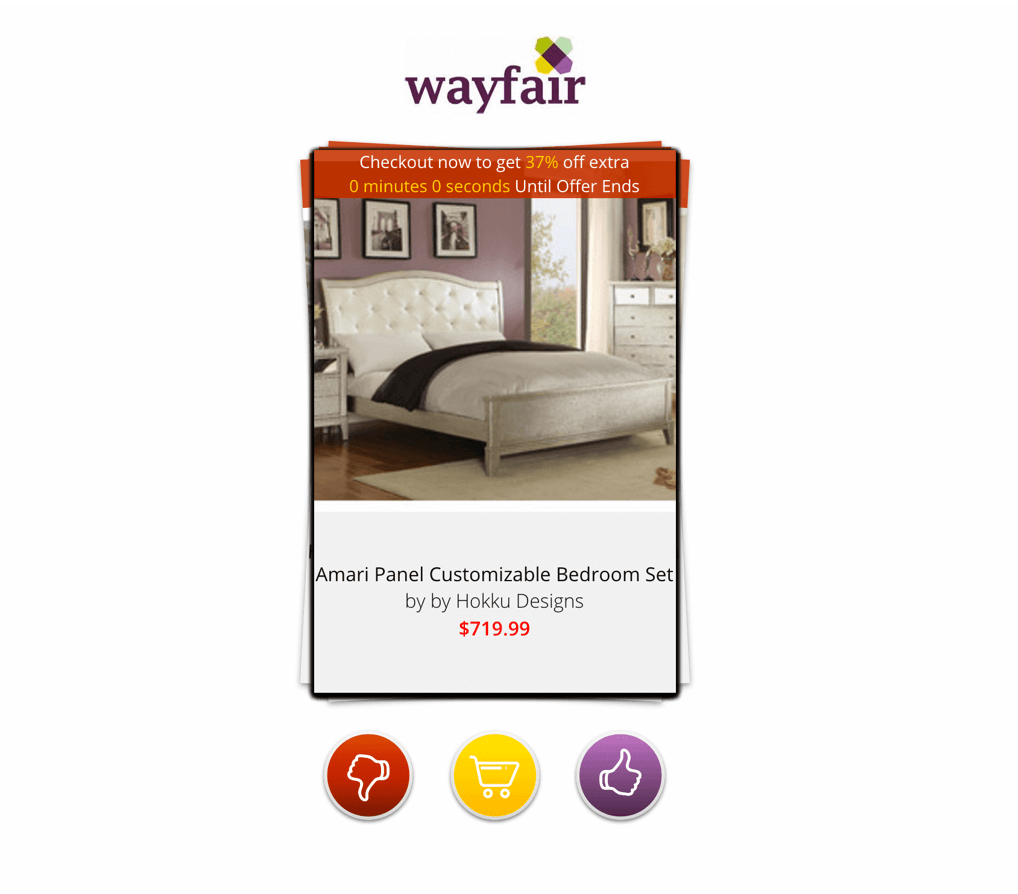 wayfair
Checkout now to get 37% off extra
0 minutes 0 seconds Until Offer Ends
Amari Panel Customizable Bedroom Set
by by Hokku Designs
$719.99